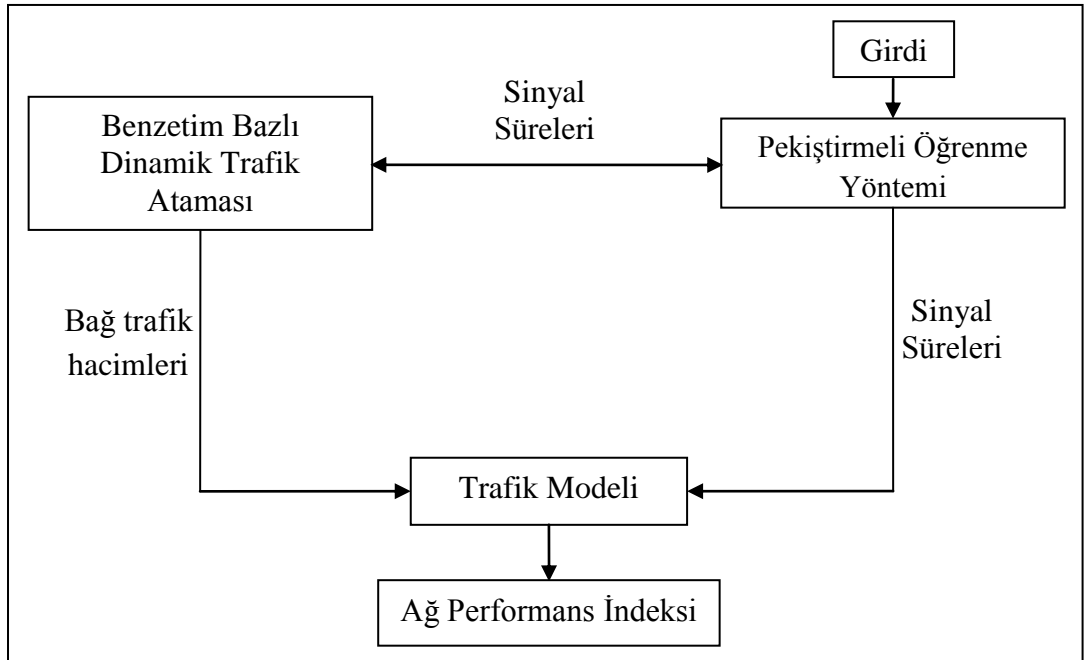 Girdi
Sinyal
Süreleri
Benzetim Bazlı
Dinamik Trafik
Ataması
Pekiştirmeli Öğrenme
Yöntemi
Bağ trafik
hacimleri
Sinyal
Süreleri
Trafik Modeli
Ağ Performans İndeksi